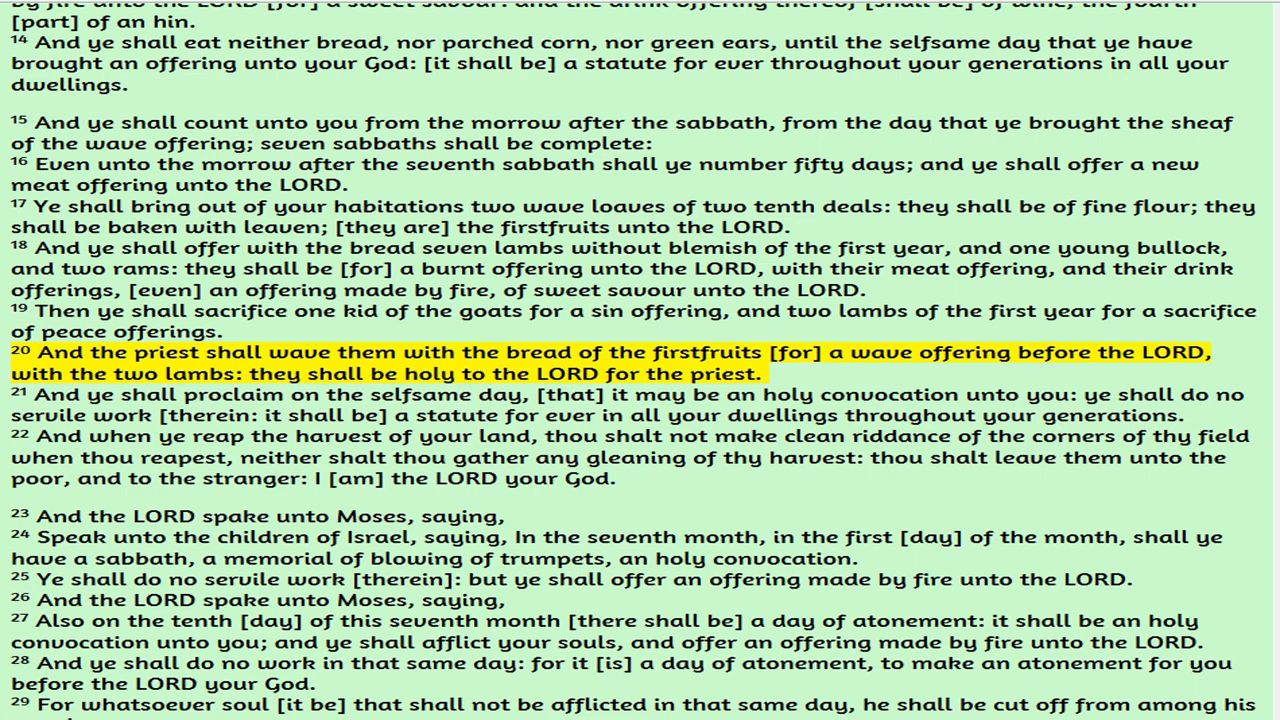 by fire unto the LORD [for] a sweet savour: and the drink offering thereof [shall be] of wine, the fourth
[part] of an hin.
14 And ye shall eat neither bread, nor parched corn, nor green ears, until the selfsame day that ye have
brought an offering unto your God: [it shall be] a statute for ever throughout your generations in all your
dwellings.
15 And ye shall count unto you from the morrow after the sabbath, from the day that ye brought the sheaf
of the wave offering; seven sabbaths shall be complete:
16 Even unto the morrow after the seventh sabbath shall ye number fifty days; and ye shall offer a new
meat offering unto the LORD.
17 Ye shall bring out of your habitations two wave loaves of two tenth deals: they shall be of fine flour; they
shall be baken with leaven; [they are] the firstfruits unto the LORD.
18 And ye shall offer with the bread seven lambs without blemish of the first year, and one young bullock,
and two rams: they shall be [for] a burnt offering unto the LORD, with their meat offering, and their drink
offerings, [even] an offering made by fire, of sweet savour unto the LORD.
19 Then ye shall sacrifice one kid of the goats for a sin offering, and two lambs of the first year for a sacrifice
of peace offerings.
20 And the priest shall wave them with the bread of the firstfruits [for] a wave offering before the LORD,
with the two lambs: they shall be holy to the LORD for the priest.
21 And ye shall proclaim on the selfsame day, [that] it may be an holy convocation unto you: ye shall do no
servile work [therein: it shall be] a statute for ever in all your dwellings throughout your generations.
22 And when ye reap the harvest of your land, thou shalt not make clean riddance of the corners of thy field
when thou reapest, neither shalt thou gather any gleaning of thy harvest: thou shalt leave them unto the
poor, and to the stranger: I [am] the LORD your God.
23 And the LORD spake unto Moses, saying,
24 Speak unto the children of Israel, saying, In the seventh month, in the first [day] of the month, shall ye
have a sabbath, a memorial of blowing of trumpets, an holy convocation.
25 Ye shall do no servile work [therein]: but ye shall offer an offering made by fire unto the LORD.
26 And the LORD spake unto Moses, saying,
27 Also on the tenth [day] of this seventh month [there shall be] a day of atonement: it shall be an holy
convocation unto you; and ye shall afflict your souls, and offer an offering made by fire unto the LORD.
28 And ye shall do no work in that same day: for it [is] a day of atonement, to make an atonement for you
before the LORD your God.
29 For whatsoever soul [it be] that shall not be afflicted in that same day, he shall be cut off from among his